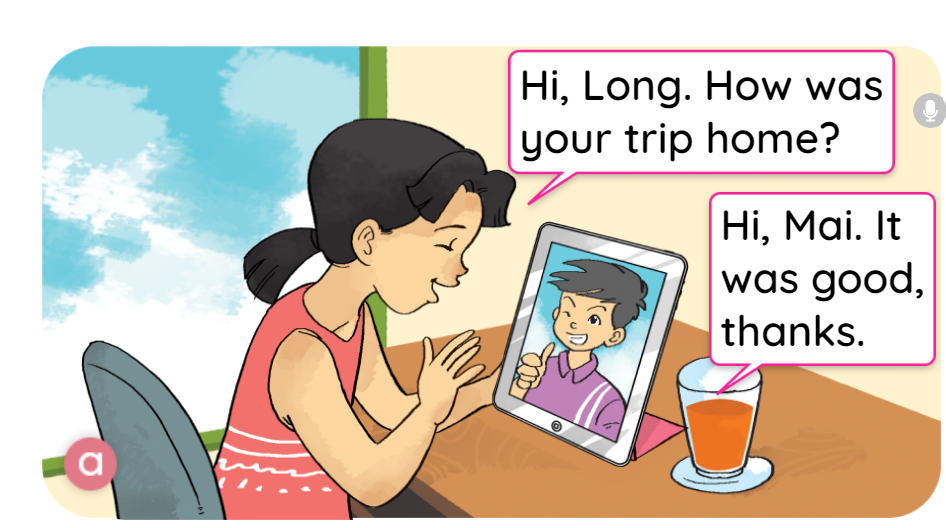 Hi, Long. How was
your trip home?
Hi, Mai. It
was good,
thanks.
a